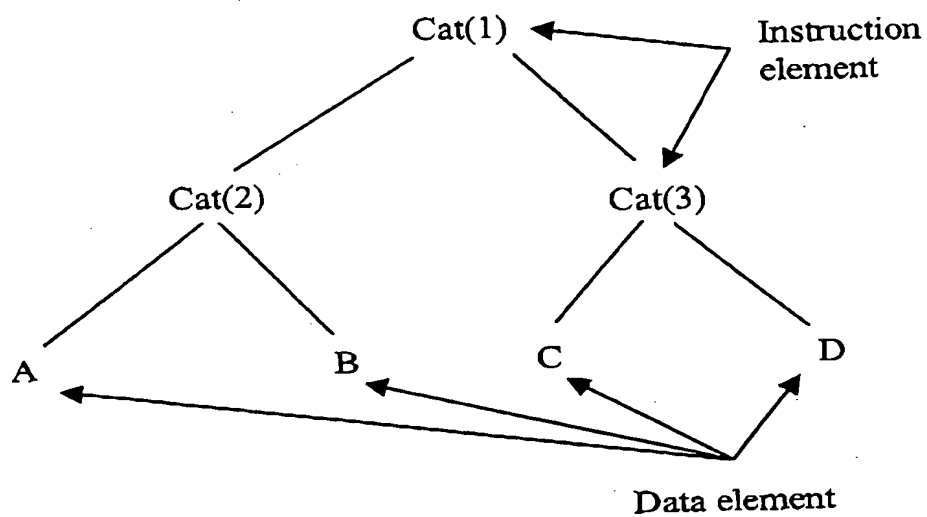 Cat(1)
Instruction
element
Cat(2)
Cat(3)
A
B
C
D
Data element